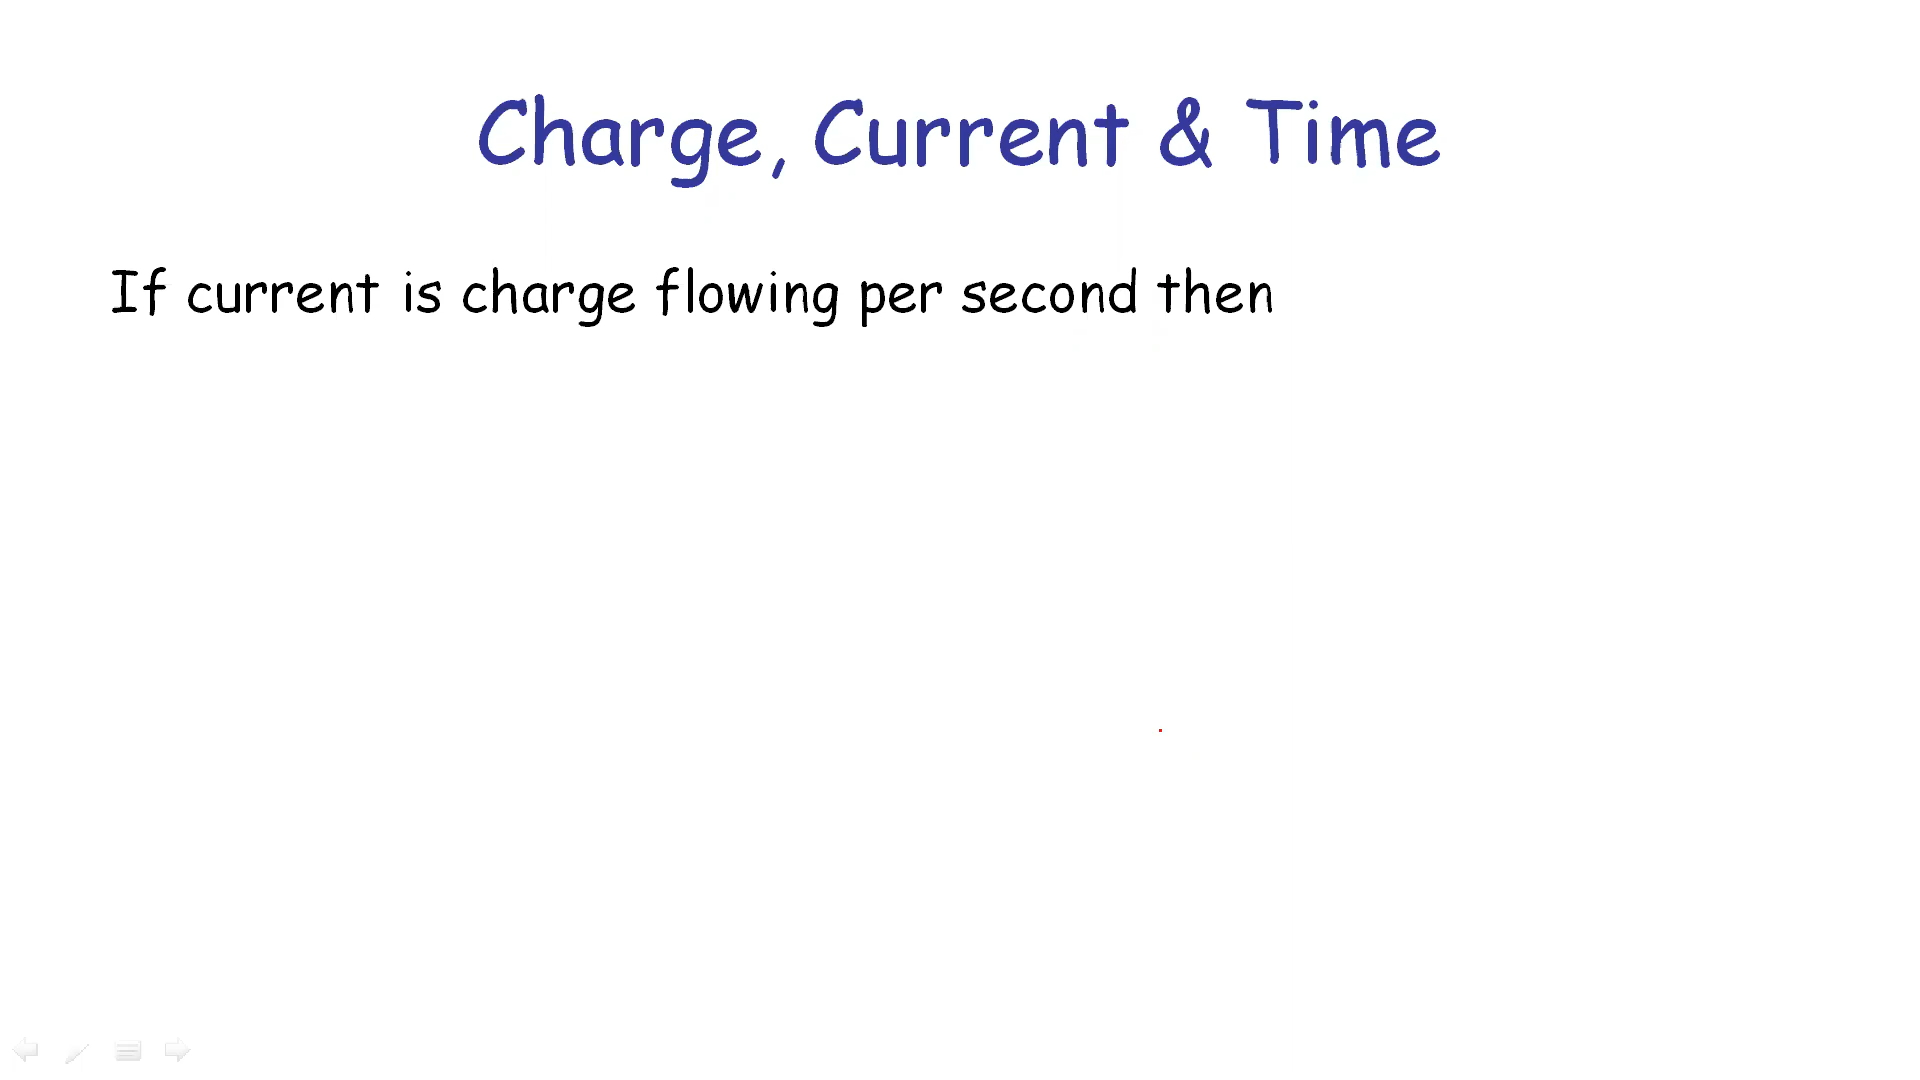 Charge, Current & Time
If current is charge flowing per second then